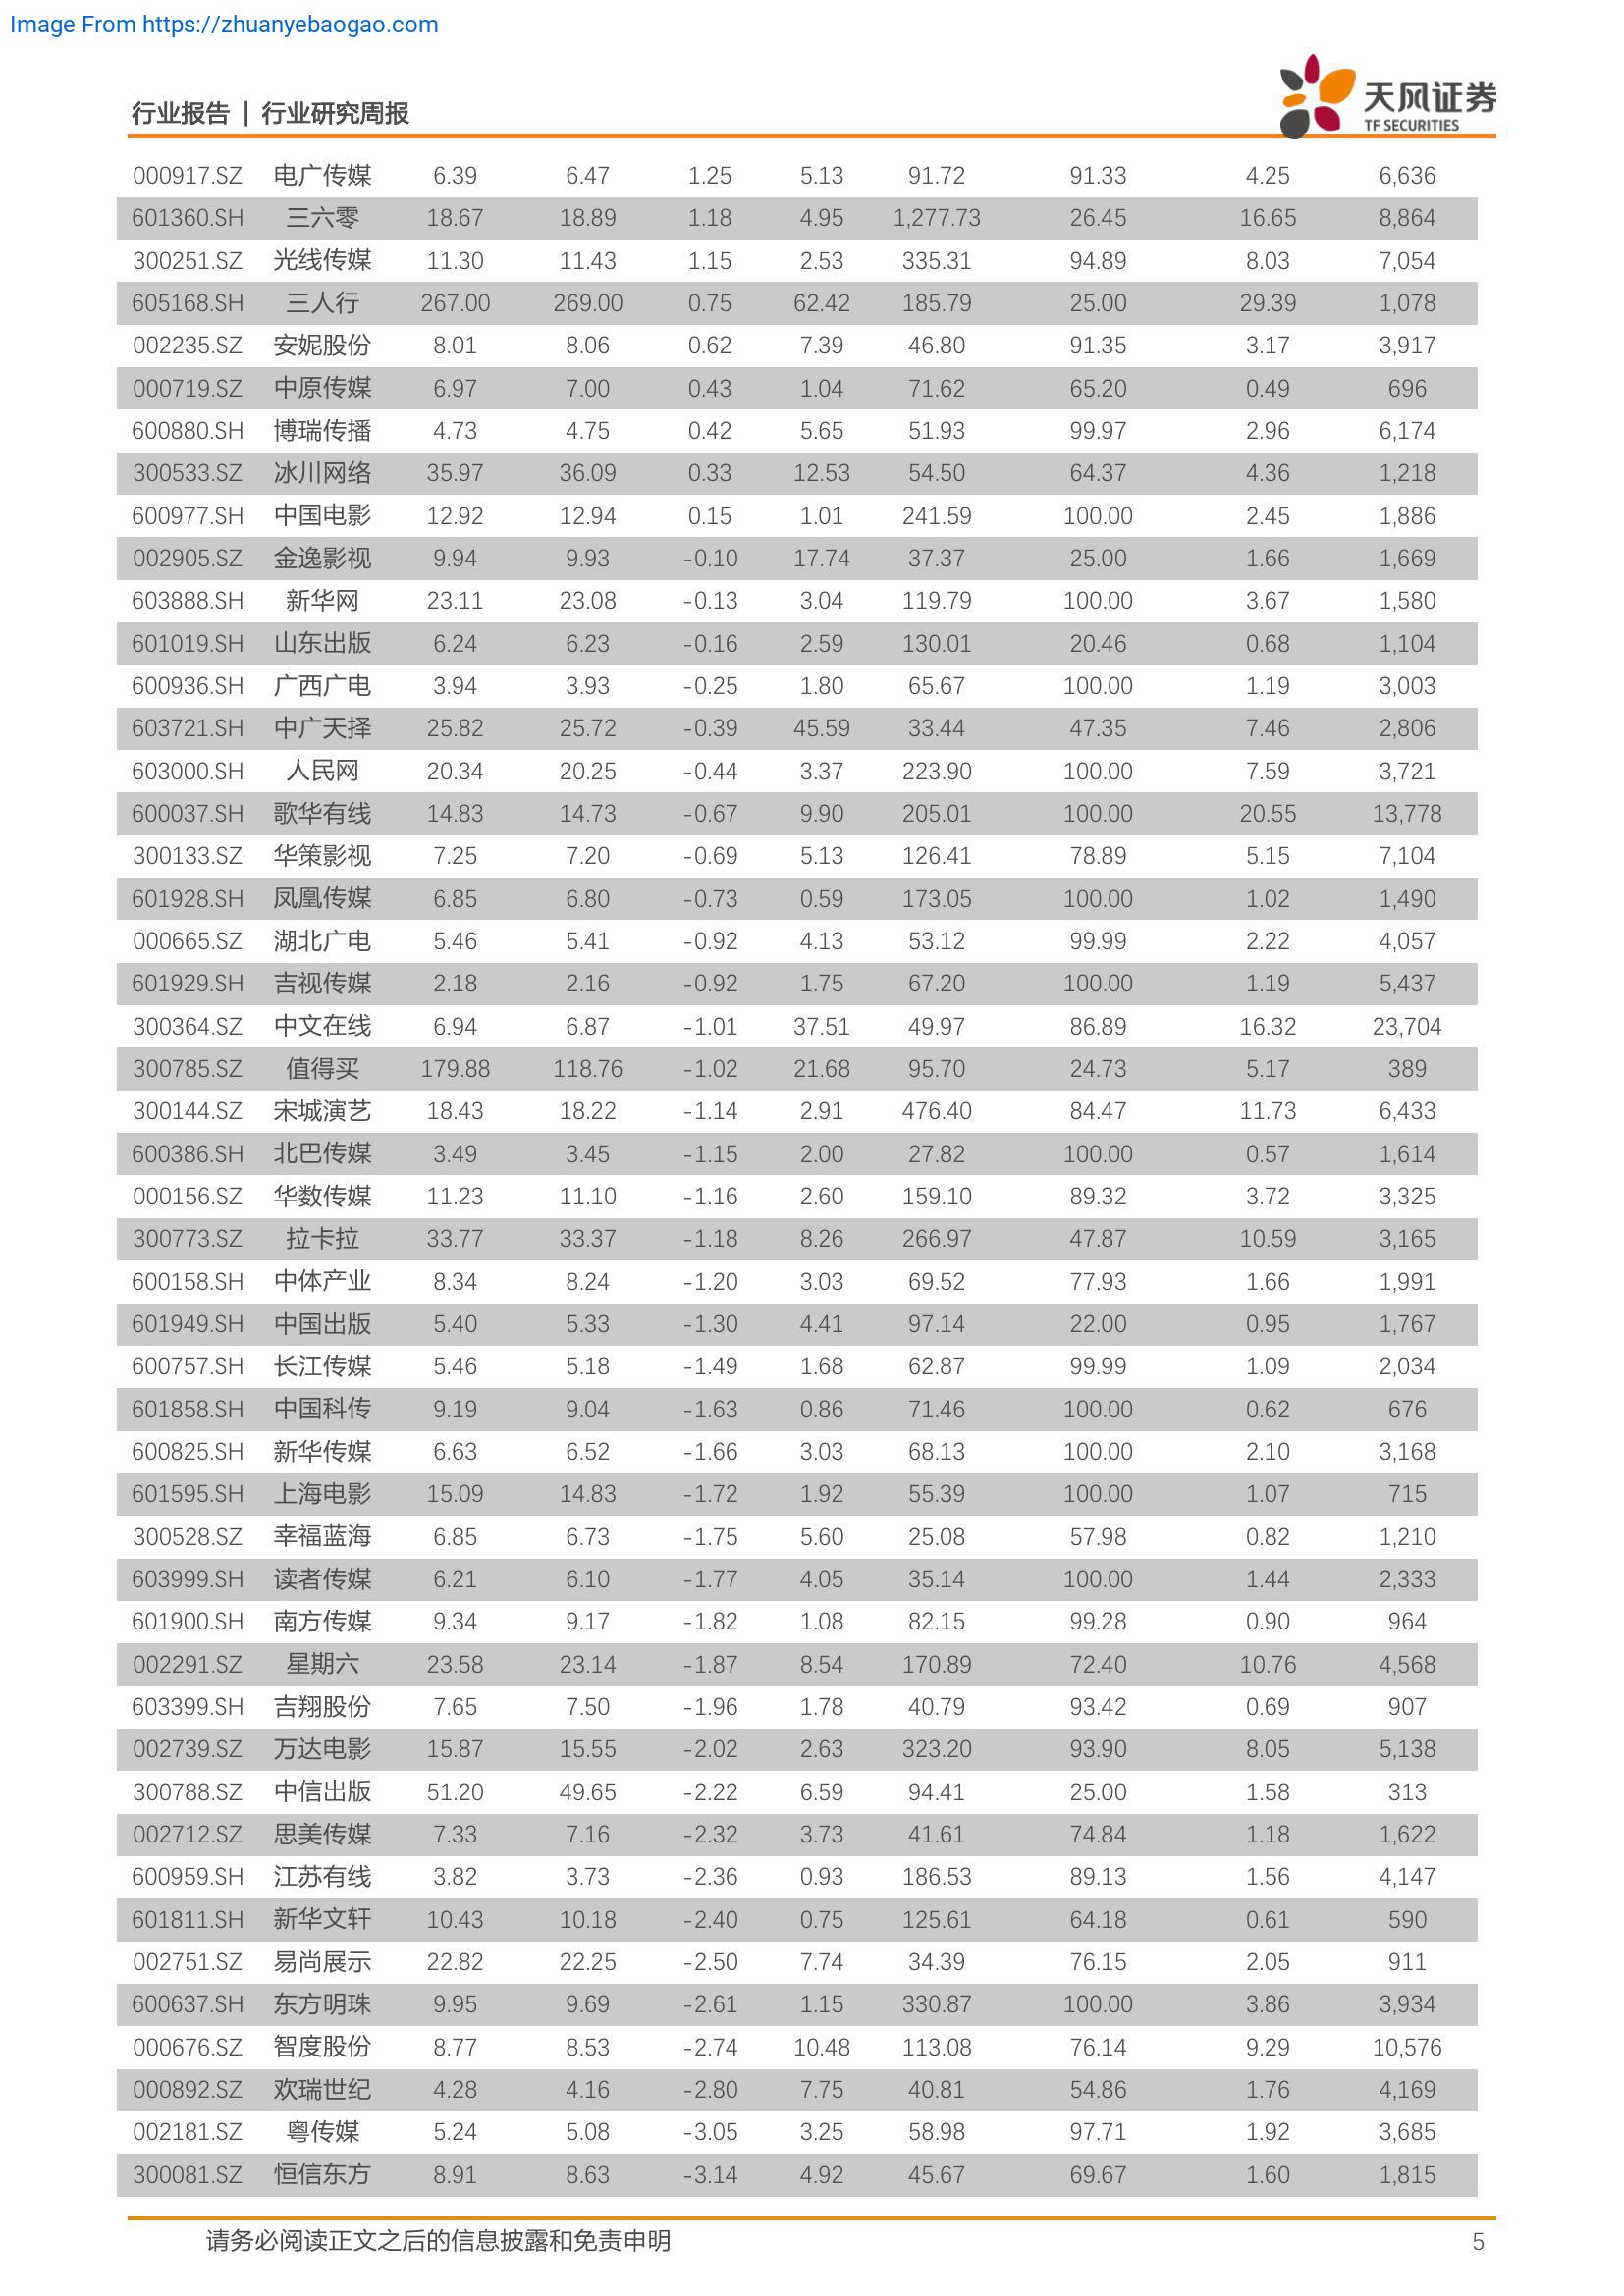 Image From https://zhuanyebaogao.com
行业报告 | 行业研究周报
天风证券
TF SECURITIES
000917.SZ 电广传媒 6.39 6.47 1.25 5.13 91.72 91.33 4.25 6,636
601360.SH 三六零 18.67 18.89 1.18 4.95 1,277.73 26.45 16.65 8,864
300251.SZ 光线传媒 11.30 11.43 1.15 2.53 335.31 94.89 8.03 7,054
605168.SH 三人行 267.00 269.00 0.75 62.42 185.79 25.00 29.39 1,078
002235.SZ 安妮股份 8.01 8.06 0.62 7.39 46.80 91.35 3.17 3,917
000719.SZ 中原传媒 6.97 7.00 0.43 1.04 71.62 65.20 0.49 696
600880.SH 博瑞传播 4.73 4.75 0.42 5.65 51.93 99.97 2.96 6,174
300533.SZ 冰川网络 35.97 36.09 0.33 12.53 54.50 64.37 4.36 1,218
600977.SH 中国电影 12.92 12.94 0.15 1.01 241.59 100.00 2.45 1,886
002905.SZ 金逸影视 9.94 9.93 -0.10 17.74 37.37 25.00 1.66 1,669
603888.SH 新华网 23.11 23.08 -0.13 3.04 119.79 100.00 3.67 1,580
601019.SH 山东出版 6.24 6.23 -0.16 2.59 130.01 20.46 0.68 1,104
600936.SH 广西广电 3.94 3.93 -0.25 1.80 65.67 100.00 1.19 3,003
603721.SH 中广天择 25.82 25.72 -0.39 45.59 33.44 47.35 7.46 2,806
603000.SH 人民网 20.34 20.25 -0.44 3.37 223.90 100.00 7.59 3,721
600037.SH 歌华有线 14.83 14.73 -0.67 9.90 205.01 100.00 20.55 13,778
300133.SZ 华策影视 7.25 7.20 -0.69 5.13 126.41 78.89 5.15 7,104
601928.SH 凤凰传媒 6.85 6.80 -0.73 0.59 173.05 100.00 1.02 1,490
000665.SZ 湖北广电 5.46 5.41 -0.92 4.13 53.12 99.99 2.22 4,057
601929.SH 吉视传媒 2.18 2.16 -0.92 1.75 67.20 100.00 1.19 5,437
300364.SZ 中文在线 6.94 6.87 -1.01 37.51 49.97 86.89 16.32 23,704
300785.SZ 值得买 179.88 118.76 -1.02 21.68 95.70 24.73 5.17 389
300144.SZ 宋城演艺 18.43 18.22 -1.14 2.91 476.40 84.47 11.73 6,433
600386.SH 北巴传媒 3.49 3.45 -1.15 2.00 27.82 100.00 0.57 1,614
000156.SZ 华数传媒 11.23 11.10 -1.16 2.60 159.10 89.32 3.72 3,325
300773.SZ 拉卡拉 33.77 33.37 -1.18 8.26 266.97 47.87 10.59 3,165
600158.SH 中体产业 8.34 8.24 -1.20 3.03 69.52 77.93 1.66 1,991
601949.SH 中国出版 5.40 5.33 -1.30 4.41 97.14 22.00 0.95 1,767
600757.SH 长江传媒 5.46 5.18 -1.49 1.68 62.87 99.99 1.09 2,034
601858.SH 中国科传 9.19 9.04 -1.63 0.86 71.46 100.00 0.62 676
600825.SH 新华传媒 6.63 6.52 -1.66 3.03 68.13 100.00 2.10 3,168
601595.SH 上海电影 15.09 14.83 -1.72 1.92 55.39 100.00 1.07 715
300528.SZ 幸福蓝海 6.85 6.73 -1.75 5.60 25.08 57.98 0.82 1,210
603999.SH 读者传媒 6.21 6.10 -1.77 4.05 35.14 100.00 1.44 2,333
601900.SH 南方传媒 9.34 9.17 -1.82 1.08 82.15 99.28 0.90 964
002291.SZ 星期六 23.58 23.14 -1.87 8.54 170.89 72.40 10.76 4,568
603399.SH 吉翔股份 7.65 7.50 -1.96 1.78 40.79 93.42 0.69 907
002739.SZ 万达电影 15.87 15.55 -2.02 2.63 323.20 93.90 8.05 5,138
300788.SZ 中信出版 51.20 49.65 -2.22 6.59 94.41 25.00 1.58 313
002712.SZ 思美传媒 7.33 7.16 -2.32 3.73 41.61 74.84 1.18 1,622
600959.SH 江苏有线 3.82 3.73 -2.36 0.93 186.53 89.13 1.56 4,147
601811.SH 新华文轩 10.43 10.18 -2.40 0.75 125.61 64.18 0.61 590
002751.SZ 易尚展示 22.82 22.25 -2.50 7.74 34.39 76.15 2.05 911
600637.SH 东方明珠 9.95 9.69 -2.61 1.15 330.87 100.00 3.86 3,934
000676.SZ 智度股份 8.77 8.53 -2.74 10.48 113.08 76.14 9.29 10,576
000892.SZ 欢瑞世纪 4.28 4.16 -2.80 7.75 40.81 54.86 1.76 4,169
002181.SZ 粤传媒 5.24 5.08 -3.05 3.25 58.98 97.71 1.92 3,685
300081.SZ 恒信东方 8.91 8.63 -3.14 4.92 45.67 69.67 1.60 1,815
请务必阅读正文之后的信息披露和免责申明 5